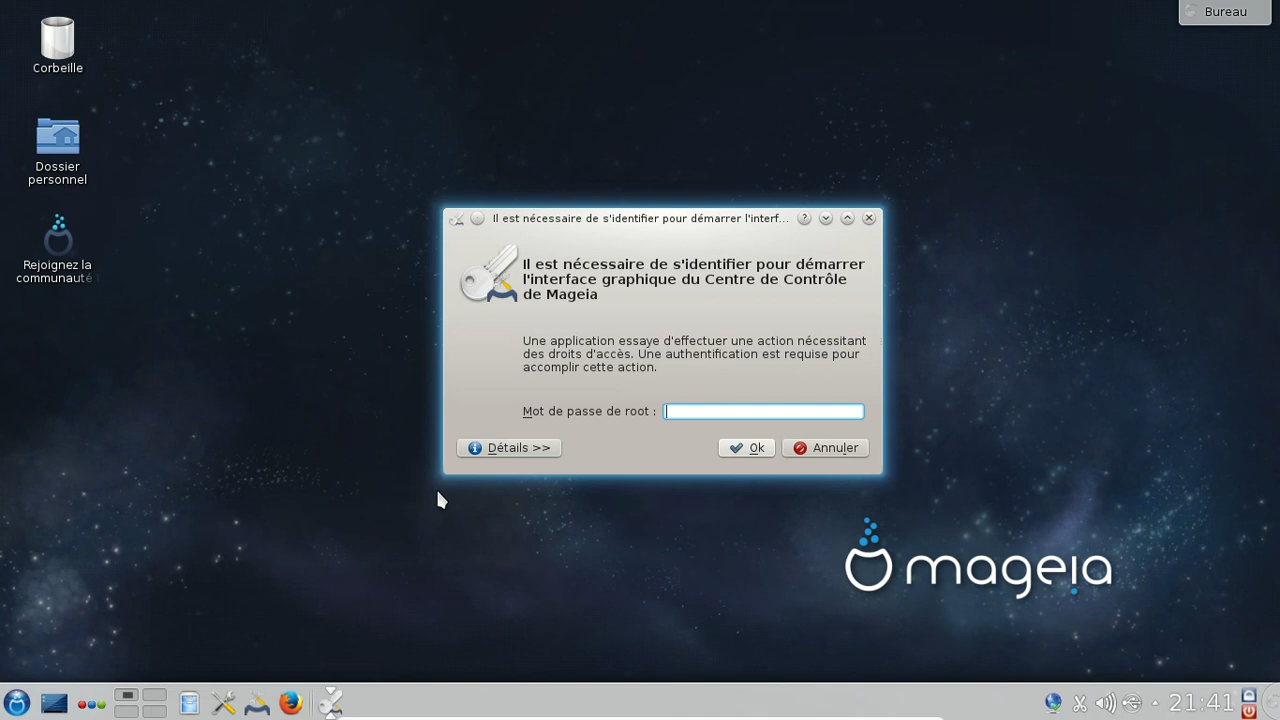 Bureau
Corbeille
Dossier
personnel
Rejoignez la
communauté
Il est nécessaire de s'identifier pour démarrer l'interf...
Il est nécessaire de s'identifier pour démarrer
l'interface graphique du Centre de Contrôle
de Mageia
Une application essaye d'effectuer une action nécessitant
des droits d'accès. Une authentification est requise pour
accomplir cette action.
Mot de passe de root :
Détails >>
Ok
Annuler
mageia
21:41